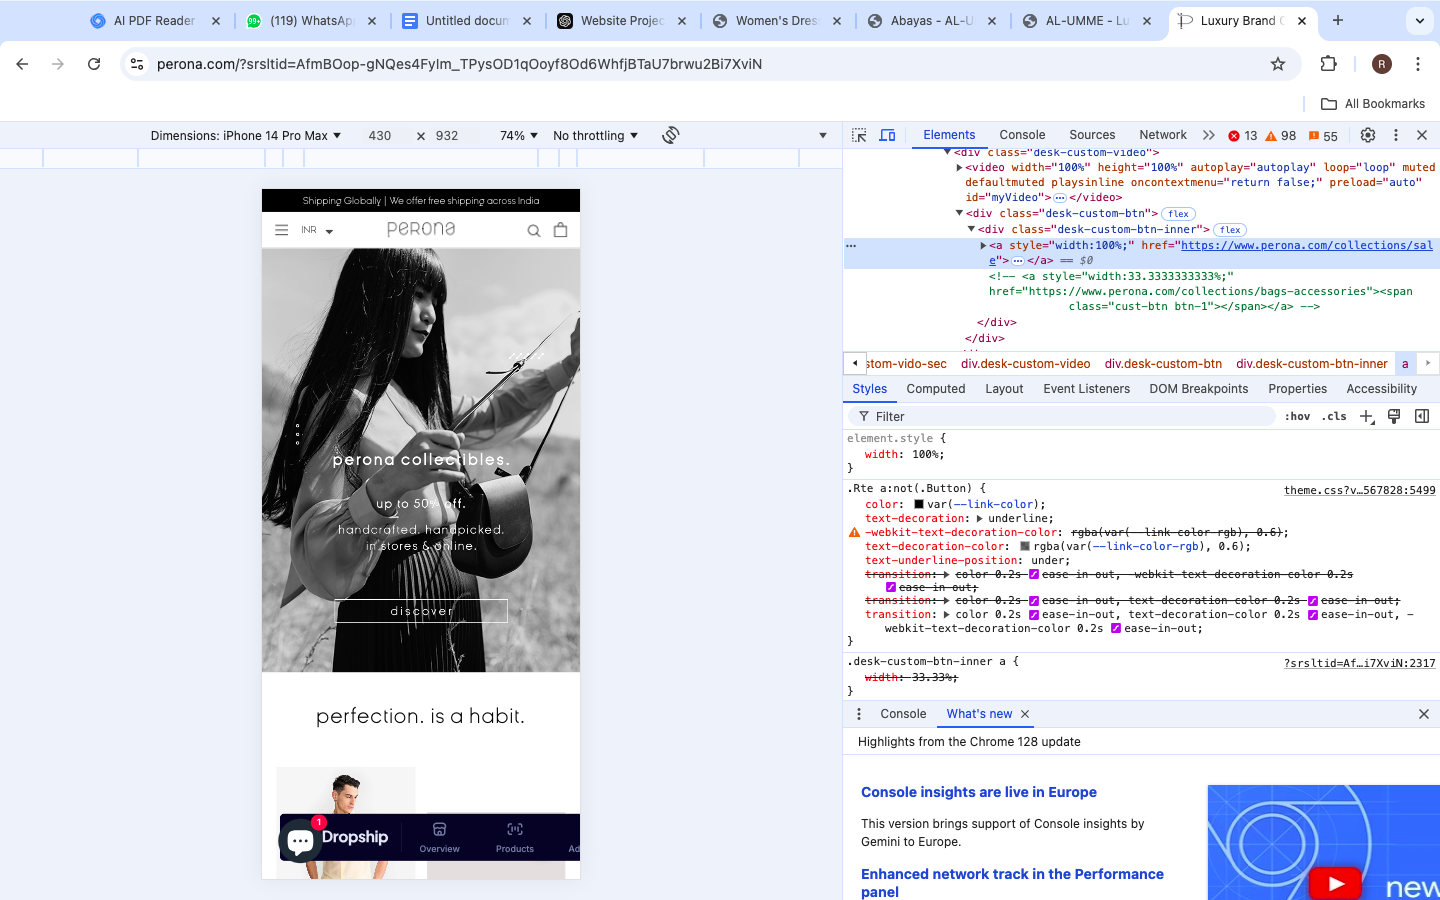 AI PDF Reader
(119) WhatsApp
Untitled docum
Website Projec
Women's Dres
Abayas - AL-U
AL-UMME - Lu
Luxury Brand
perona.com/?srsltid=AfmBOop-gNQes4FyIm_TPysOD1qOoyf8Od6WhfjBTaU7brwu2Bi7XviN
R
All Bookmarks
Dimensions: iPhone 14 Pro Max
430
×
932
74%
No throttling
Elements
Console
Sources
Network
13
98
55
Shipping Globally | We offer free shipping across India
INR
perona
perona collectibles.
up to 50% off.
handcrafted. handpicked.
in stores & online.
discover
perfection. is a habit.
1
Dropship
Overview
Products
Ad
<div class="desk-custom-video">
<video width="100%" height="100%" autoplay="autoplay" loop="loop" muted
defaultmuted playsinline oncontextmenu="return false;" preload="auto"
id="myVideo">…</video>
<div class="desk-custom-btn"> flex
<div class="desk-custom-btn-inner"> flex
<a style="width:100%;" href="https://www.perona.com/collections/sal
e">…</a> == $0
<!-- <a style="width:33.3333333333%;"
href="https://www.perona.com/collections/bags-accessories"><span
class="cust-btn btn-1"></span></a> -->
</div>
</div>
stom-vido-sec
div.desk-custom-video
div.desk-custom-btn
div.desk-custom-btn-inner
a
Styles
Computed
Layout
Event Listeners
DOM Breakpoints
Properties
Accessibility
Filter
:hov
.cls
element.style {
width: 100%;
}
.Rte a:not(.Button) {
theme.css?v…567828:5499
color: var(--link-color);
text-decoration: underline;
-webkit-text-decoration-color: rgba(var(--link-color-rgb), 0.6);
text-decoration-color: rgba(var(--link-color-rgb), 0.6);
text-underline-position: under;
transition: color 0.2s ease-in-out, -webkit-text-decoration-color 0.2s
ease-in-out;
transition: color 0.2s ease-in-out, text-decoration-color 0.2s ease-in-out;
transition: color 0.2s ease-in-out, text-decoration-color 0.2s ease-in-out, -
webkit-text-decoration-color 0.2s ease-in-out;
}
.desk-custom-btn-inner a {
?srsltid=Af…i7XviN:2317
width: 33.33%;
}
Console
What's new
Highlights from the Chrome 128 update
Console insights are live in Europe
This version brings support of Console insights by
Gemini to Europe.
Enhanced network track in the Performance
panel
new